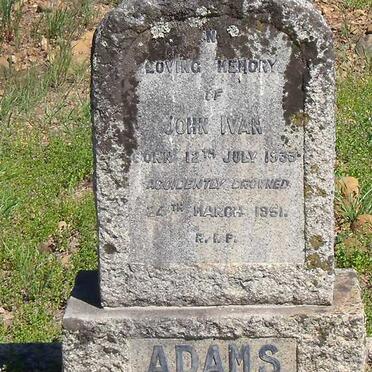 IN
LOVING MEMORY
OF
JOHN IVAN
BORN 12TH JULY 1935
ACCIDENTLY DROWNED
24TH MARCH 1951.
R.I.P.
ADAMS